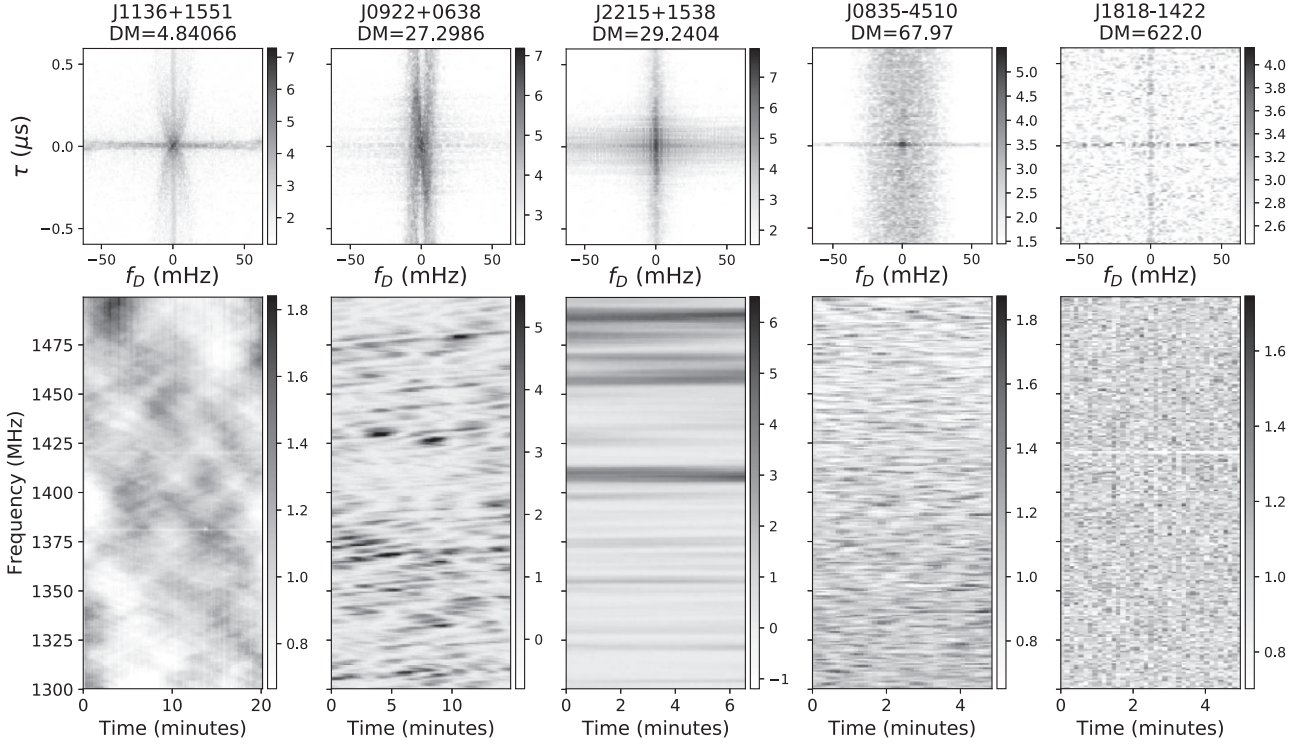 J1136+1551
DM=4.84066
J0922+0638
DM=27.2986
J2215+1538
DM=29.2404
J0835-4510
DM=67.97
J1818-1422
DM=622.0
τ (μs)
0.5
0.0
−0.5
7
6
5
4
3
2
7
6
5
4
3
7
6
5
4
3
2
5.0
4.5
4.0
3.5
3.0
2.5
2.0
1.5
4.0
3.8
3.6
3.4
3.2
3.0
2.8
2.6
−50 0 50
−50 0 50
−50 0 50
−50 0 50
−50 0 50
f_D (mHz)
f_D (mHz)
f_D (mHz)
f_D (mHz)
f_D (mHz)
Frequency (MHz)
1475
1450
1425
1400
1375
1350
1325
1300
1.8
1.6
1.4
1.2
1.0
0.8
5
4
3
2
1
0
6
5
4
3
2
1
0
−1
1.8
1.6
1.4
1.2
1.0
0.8
1.6
1.4
1.2
1.0
0.8
0 5 10 15 20
0 5 10
0 2 4 6
0 2 4
0 2 4
Time (minutes)
Time (minutes)
Time (minutes)
Time (minutes)
Time (minutes)